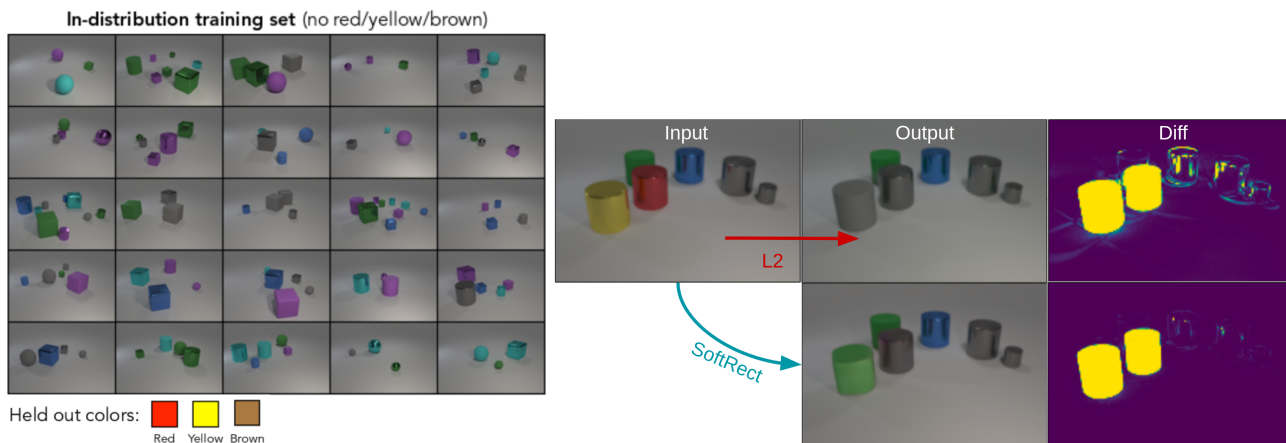 In-distribution training set (no red/yellow/brown)
Input
Output
Diff
L2
SoftRect
Held out colors:
Red
Yellow
Brown